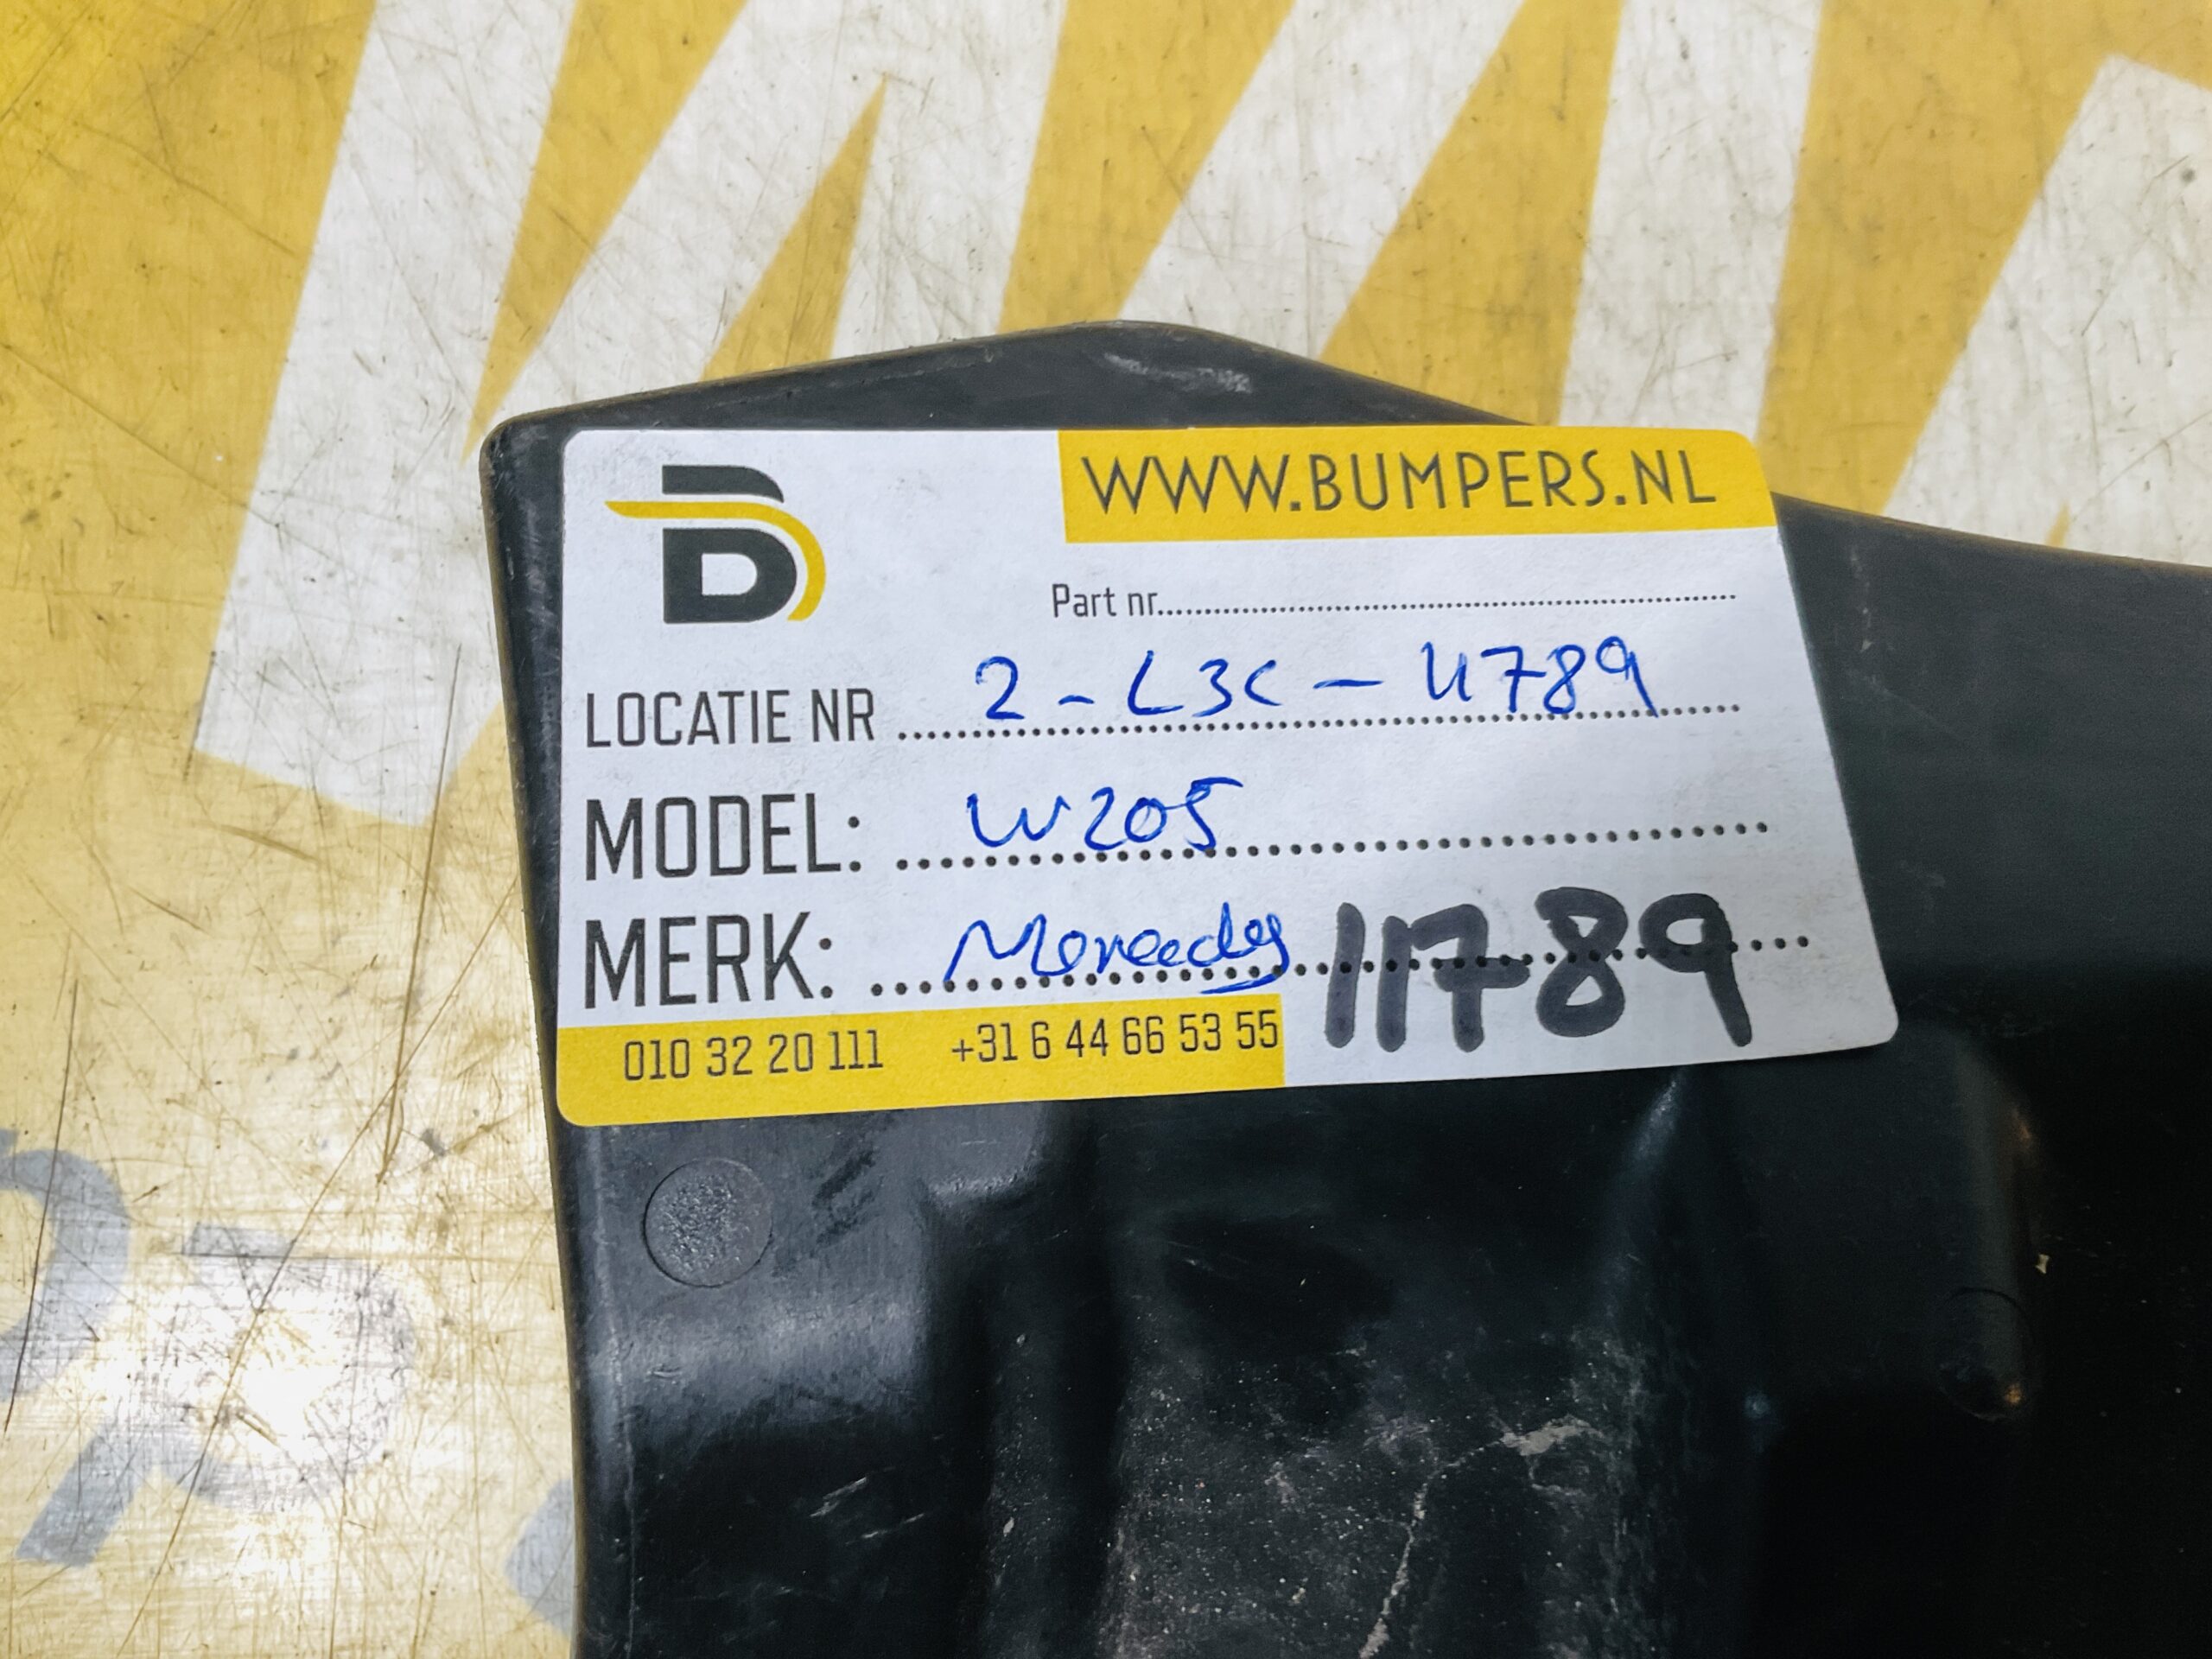 WWW.BUMPERS.NL
Part nr.
LOCATIE NR 2-L3C-11789
MODEL: W205
MERK: Mercedes 11789
010 32 20 111 +31 6 44 66 53 55